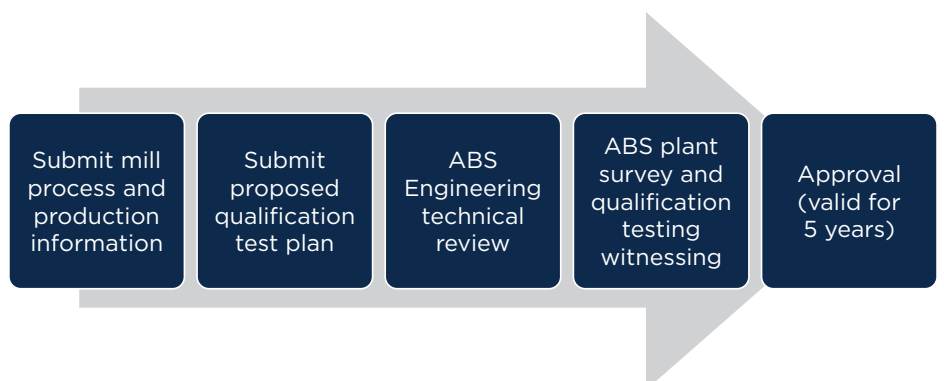 Submit mill
process and
production
information
Submit
proposed
qualification
test plan
ABS
Engineering
technical
review
ABS plant
survey and
qualification
testing
witnessing
Approval
(valid for
5 years)